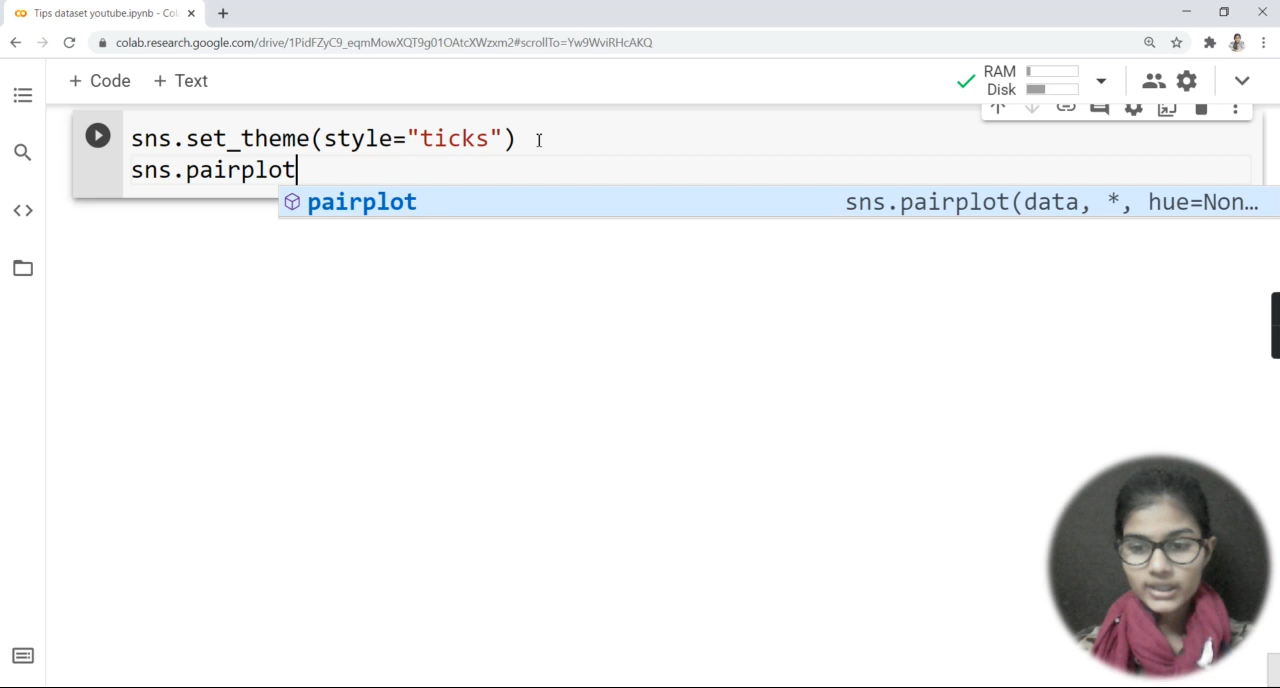 Tips dataset youtube.ipynb - Col
colab.research.google.com/drive/1PidFZyC9_eqmMowXQT9g01OAtcXWzxm2#scrollTo=Yw9WviRHcAKQ
+ Code + Text
RAM
Disk
sns.set_theme(style="ticks")
sns.pairplot
pairplot sns.pairplot(data, *, hue=Non…